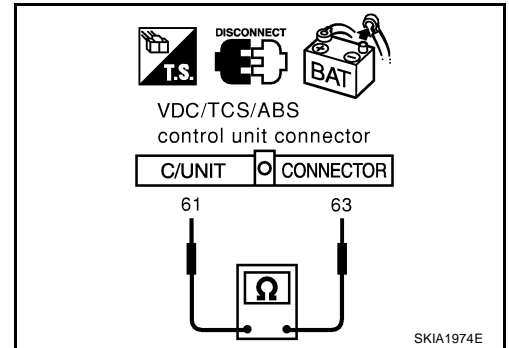 T.S.
DISCONNECT
BAT
VDC/TCS/ABS
control unit connector
C/UNIT CONNECTOR
61 63
Ω
SKIA1974E